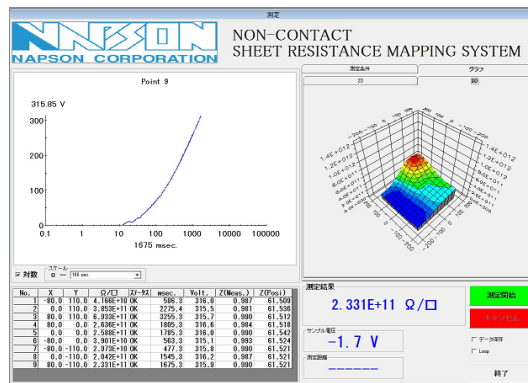 測定
NAPSON
NAPSON CORPORATION
NON-CONTACT
SHEET RESISTANCE MAPPING SYSTEM
測定条件
グラフ
2D
3D
Point 9
315.95 V
300
200
100
0
0.1 1 10 100 1000 10000 100000
1675 msec.
対数
スケール
0 ~ 100 sec.
No. X Y Ω/□ ステータス msec. Volt. Z(Meas.) Z(Posi)
1 -80.0 110.0 4.166E+10 OK 586.3 316.0 0.987 61.509
2 0.0 110.0 3.853E+11 OK 2275.4 315.5 0.981 61.536
3 80.0 110.0 6.933E+11 OK 3255.3 315.7 0.990 61.512
4 80.0 0.0 2.636E+11 OK 1805.3 316.6 0.984 61.518
5 0.0 0.0 2.588E+11 OK 1785.3 316.0 0.990 61.542
6 -80.0 0.0 3.901E+10 OK 563.3 315.1 0.993 61.524
7 -80.0 -110.0 2.973E+10 OK 477.3 315.8 0.990 61.521
8 0.0 -110.0 2.042E+11 OK 1545.3 316.2 0.987 61.521
9 80.0 -110.0 2.331E+11 OK 1675.3 315.9 0.990 61.521
測定結果
2.331E+11 Ω/□
サンプル電圧
-1.7 V
測定距離
------
測定開始
キャンセル
データ保存
Loop
終了